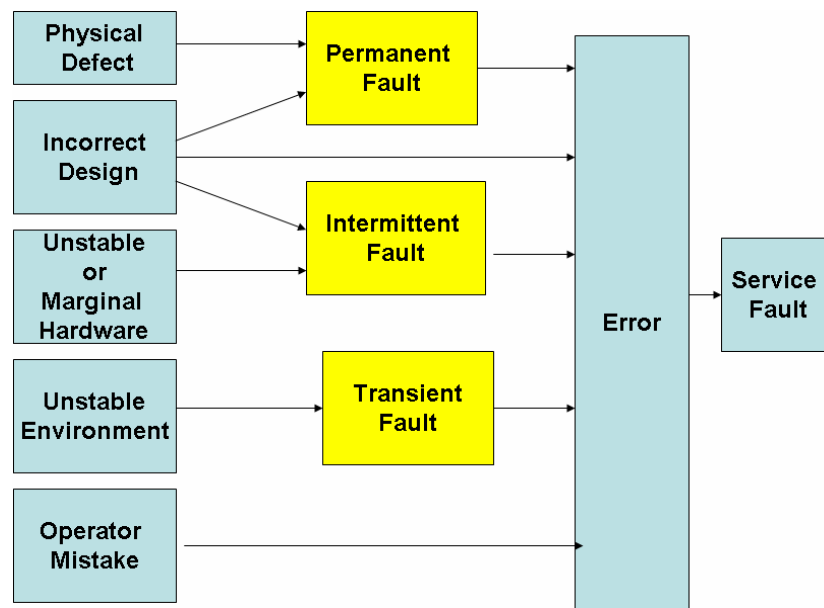 Physical
Defect
Permanent
Fault
Incorrect
Design
Intermittent
Fault
Unstable
or
Marginal
Hardware
Error
Service
Fault
Unstable
Environment
Transient
Fault
Operator
Mistake